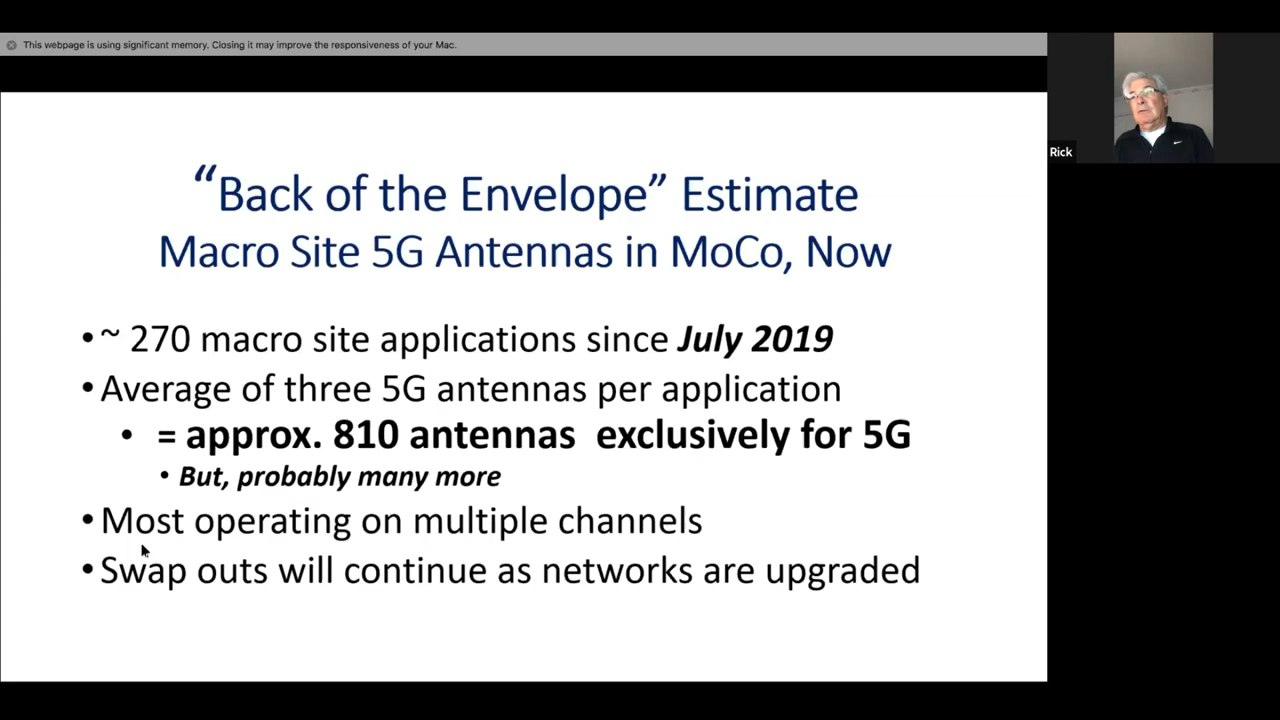 This webpage is using significant memory. Closing it may improve the responsiveness of your Mac.
“Back of the Envelope” Estimate
Macro Site 5G Antennas in MoCo, Now
• ~ 270 macro site applications since July 2019
• Average of three 5G antennas per application
• = approx. 810 antennas exclusively for 5G
• But, probably many more
• Most operating on multiple channels
• Swap outs will continue as networks are upgraded
Rick